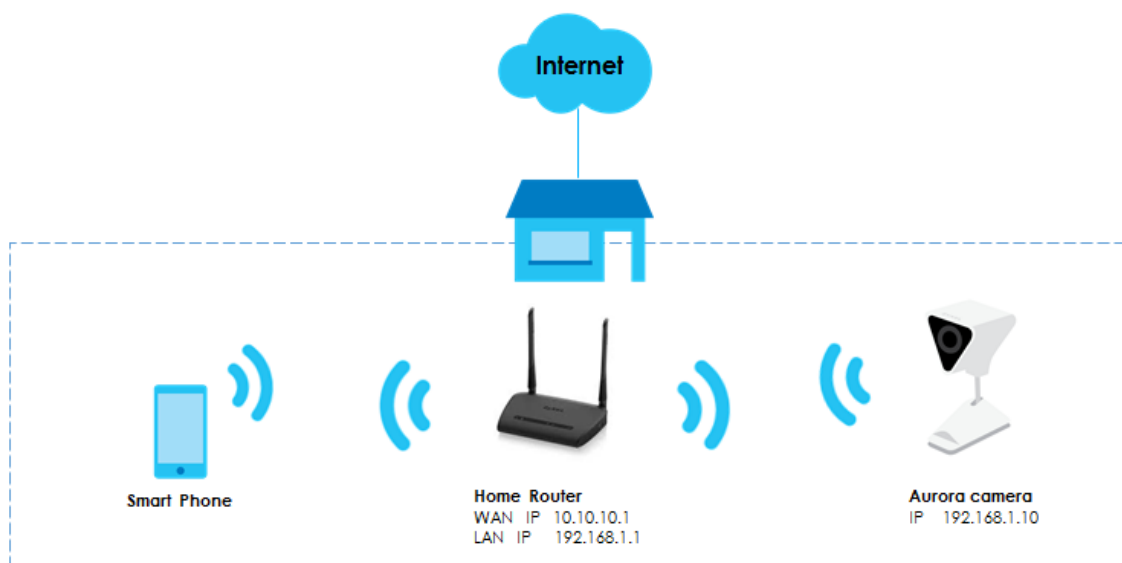 Internet
Smart Phone
Home Router
WAN IP 10.10.10.1
LAN IP 192.168.1.1
Aurora camera
IP 192.168.1.10